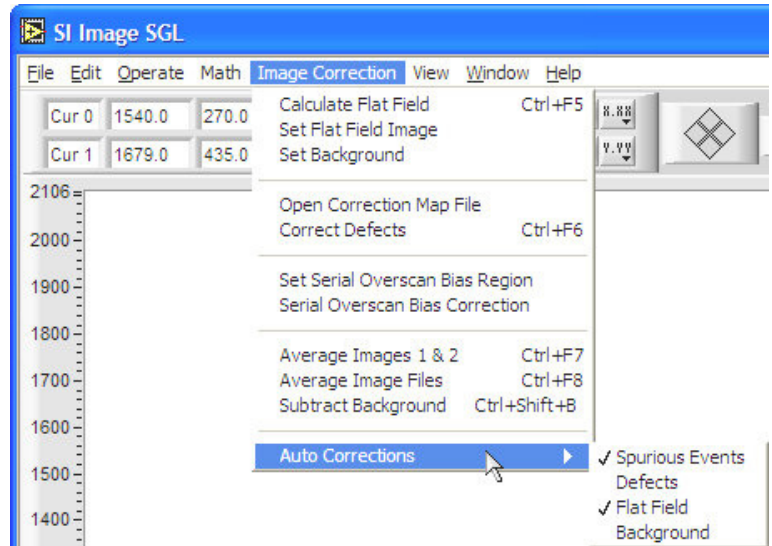 SI Image SGL
File Edit Operate Math Image Correction View Window Help
Cur 0 1540.0 270.0 X.XX
Cur 1 1679.0 435.0 Y.YY
Calculate Flat Field Ctrl+F5
Set Flat Field Image
Set Background
Open Correction Map File
Correct Defects Ctrl+F6
Set Serial Overscan Bias Region
Serial Overscan Bias Correction
Average Images 1 & 2 Ctrl+F7
Average Image Files Ctrl+F8
Subtract Background Ctrl+Shift+B
Auto Corrections
Spurious Events
Defects
Flat Field
Background
2106
2000
1900
1800
1700
1600
1500
1400